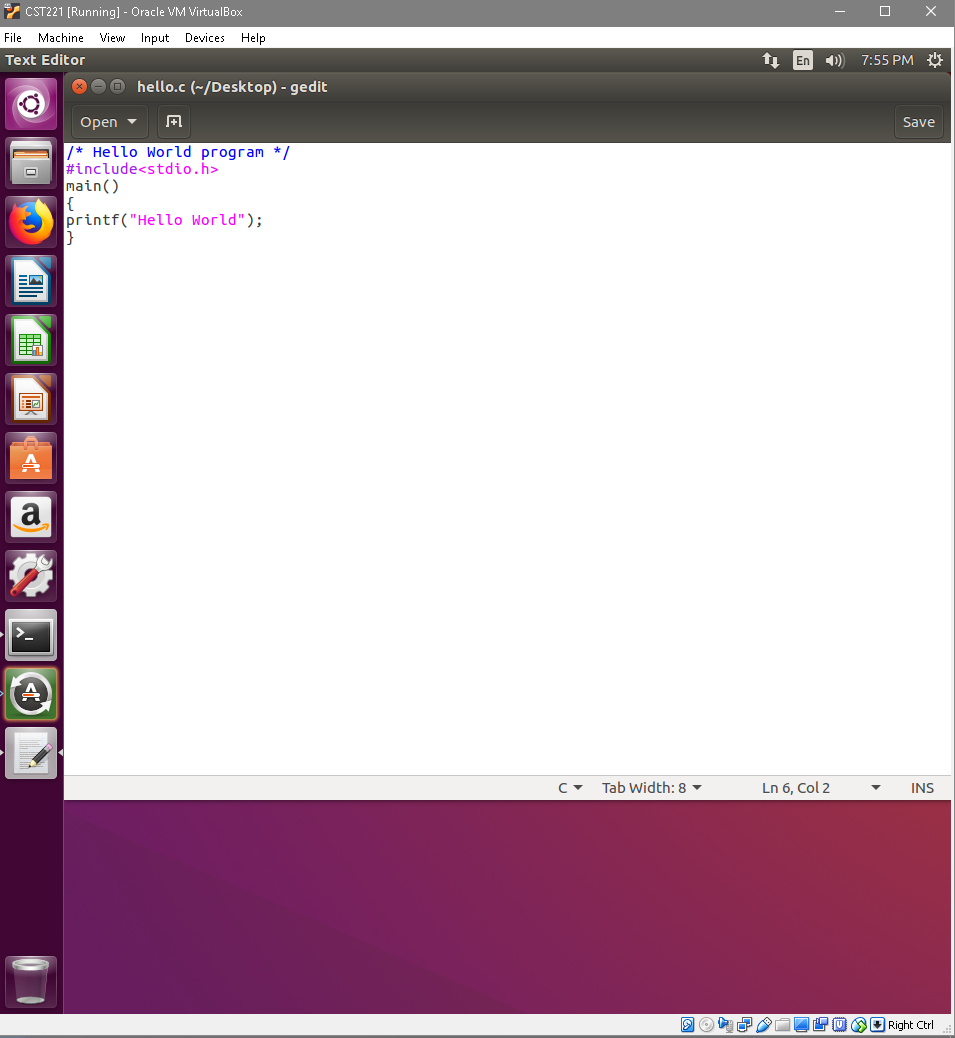 CST221 [Running] - Oracle VM VirtualBox
File Machine View Input Devices Help
Text Editor En 7:55 PM
hello.c (~/Desktop) - gedit
Open Save
/* Hello World program */
#include<stdio.h>
main()
{
printf("Hello World");
}
C Tab Width: 8 Ln 6, Col 2 INS
Right Ctrl